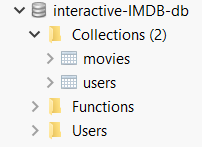 interactive-IMDB-db
Collections (2)
movies
users
Functions
Users